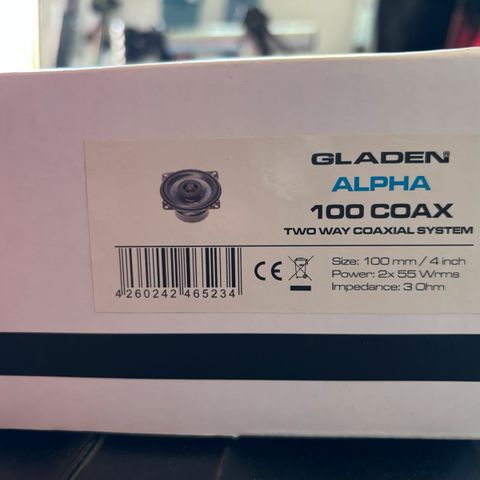 GLADEN
ALPHA
100 COAX
TWO WAY COAXIAL SYSTEM
Size: 100 mm / 4 inch
Power: 2x 55 Wrms
Impedance: 3 Ohm
CE
4 260242 465234